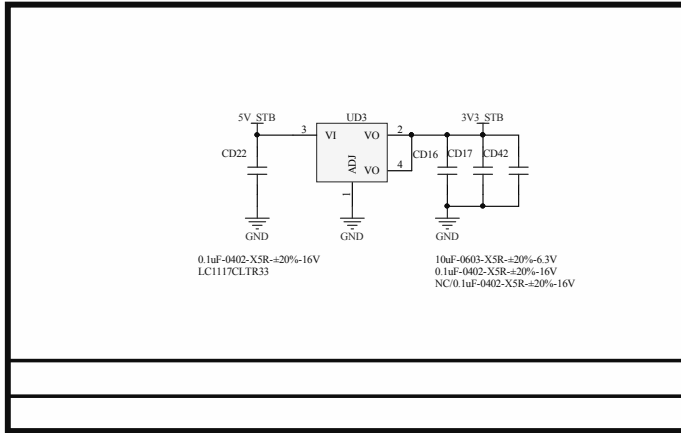 5V_STB
UD3
3V3_STB
3
VI
VO
2
CD22
ADJ
VO
4
CD16
CD17
CD42
1
GND
GND
GND
0.1uF-0402-X5R-±20%-16V
LC1117CLTR33
10uF-0603-X5R-±20%-6.3V
0.1uF-0402-X5R-±20%-16V
NC/0.1uF-0402-X5R-±20%-16V